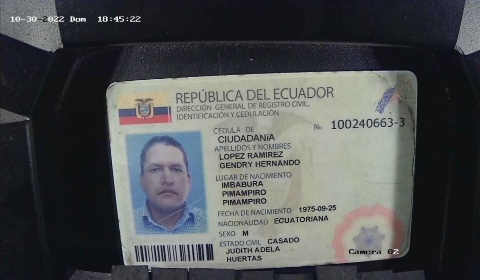 10-30-2022 Dom 18:45:22
REPÚBLICA DEL ECUADOR
DIRECCIÓN GENERAL DE REGISTRO CIVIL,
IDENTIFICACIÓN Y CEDULACIÓN
CÉDULA DE No. 100240663-3
CIUDADANÍA
APELLIDOS Y NOMBRES
LOPEZ RAMIREZ
GENDRY HERNANDO
LUGAR DE NACIMIENTO
IMBABURA
PIMAMPIRO
PIMAMPIRO
FECHA DE NACIMIENTO 1975-09-25
NACIONALIDAD ECUATORIANA
SEXO M
ESTADO CIVIL CASADO
JUDITH ADELA
HUERTAS
Camera 02